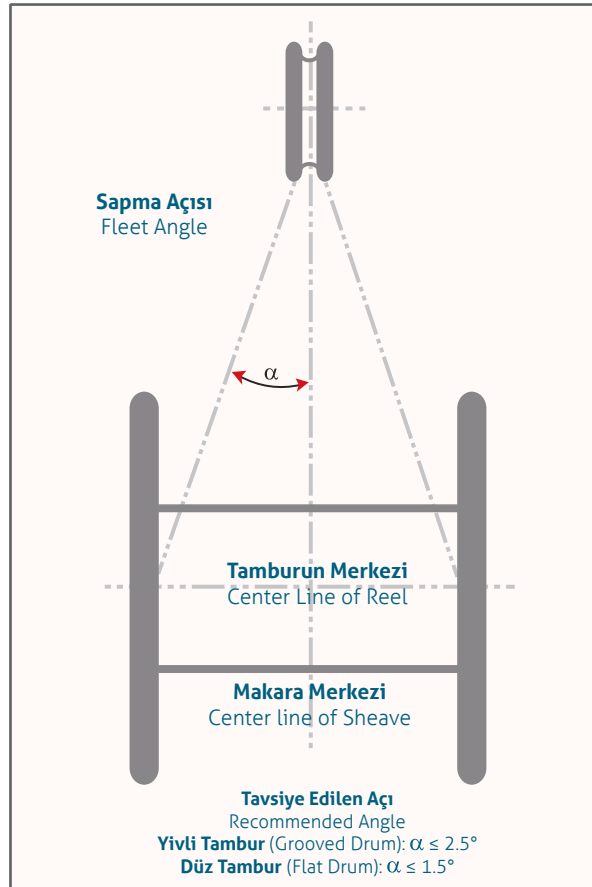 Sapma Açısı
Fleet Angle
α
Tamburun Merkezi
Center Line of Reel
Makara Merkezi
Center line of Sheave
Tavsiye Edilen Açı
Recommended Angle
Yivli Tambur (Grooved Drum): α ≤ 2.5°
Düz Tambur (Flat Drum): α ≤ 1.5°